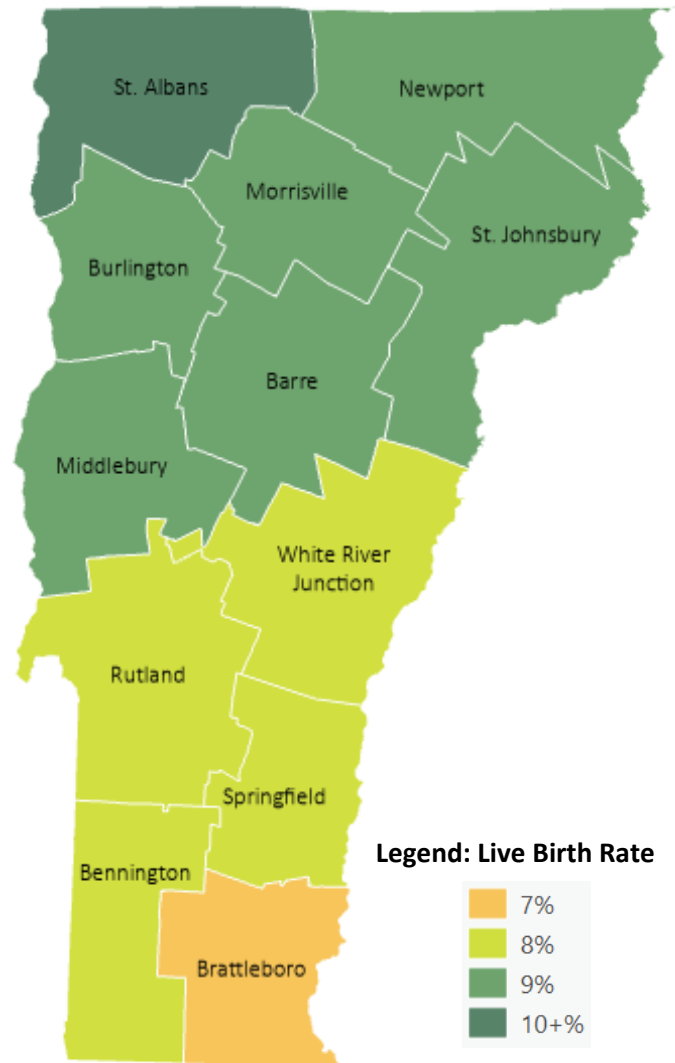 St. Albans
Newport
Morrisville
St. Johnsbury
Burlington
Barre
Middlebury
White River
Junction
Rutland
Springfield
Bennington
Brattleboro
Legend: Live Birth Rate
7%
8%
9%
10+%